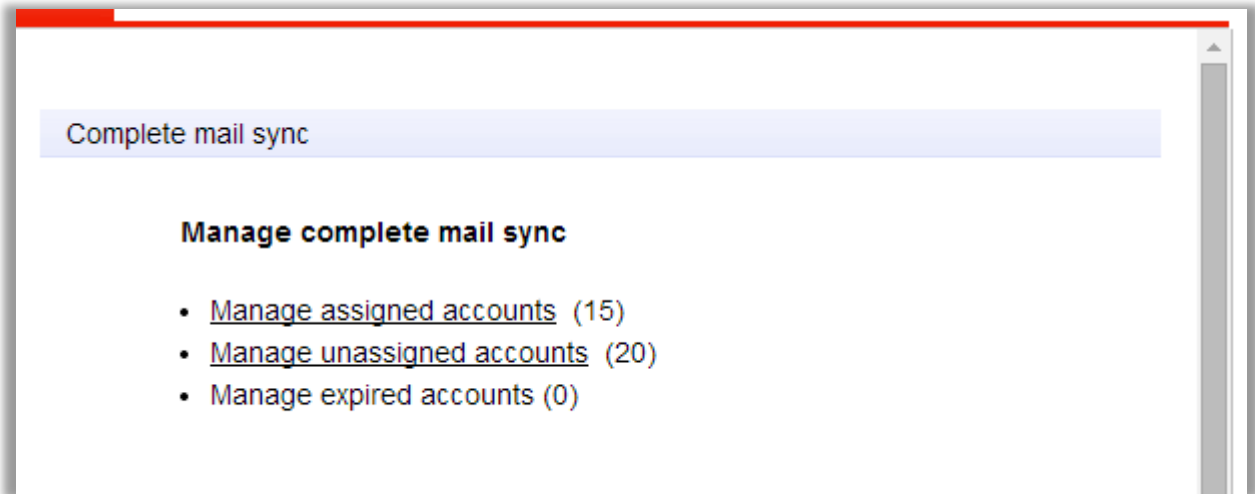 Complete mail sync
Manage complete mail sync
• Manage assigned accounts (15)
• Manage unassigned accounts (20)
• Manage expired accounts (0)